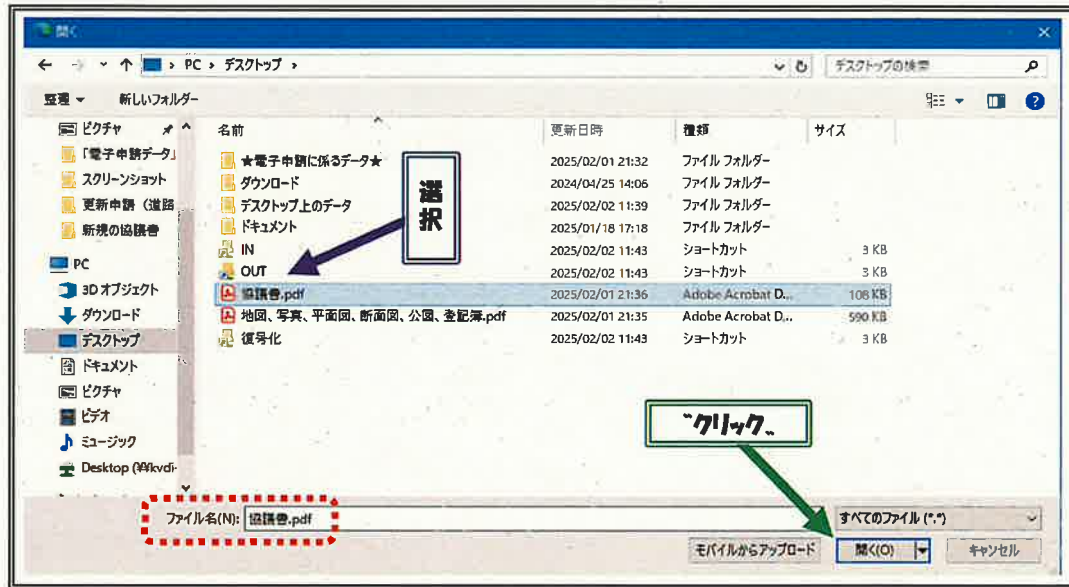 開く
PC › デスクトップ ›
デスクトップの検索
整理 新しいフォルダー
名前 更新日時 種類 サイズ
★電子申請に係るデータ★ 2025/02/01 21:32 ファイル フォルダー
ダウンロード 2024/04/25 14:06 ファイル フォルダー
デスクトップ上のデータ 2025/02/02 11:39 ファイル フォルダー
ドキュメント 2025/01/18 17:18 ファイル フォルダー
IN 2025/02/02 11:43 ショートカット 3 KB
OUT 2025/02/02 11:43 ショートカット 3 KB
協議書.pdf 2025/02/01 21:36 Adobe Acrobat D... 108 KB
地図、写真、平面図、断面図、公図、登記簿.pdf 2025/02/01 21:35 Adobe Acrobat D... 590 KB
復号化 2025/02/02 11:43 ショートカット 3 KB
ピクチャ
「電子申請データ」
スクリーンショット
更新申請（道路
新規の協議書
PC
3D オブジェクト
ダウンロード
デスクトップ
ドキュメント
ピクチャ
ビデオ
ミュージック
Desktop (¥¥kvdi-
選択
〝クリック〟
ファイル名(N): 協議書.pdf
すべてのファイル (*.*)
モバイルからアップロード 開く(O) キャンセル